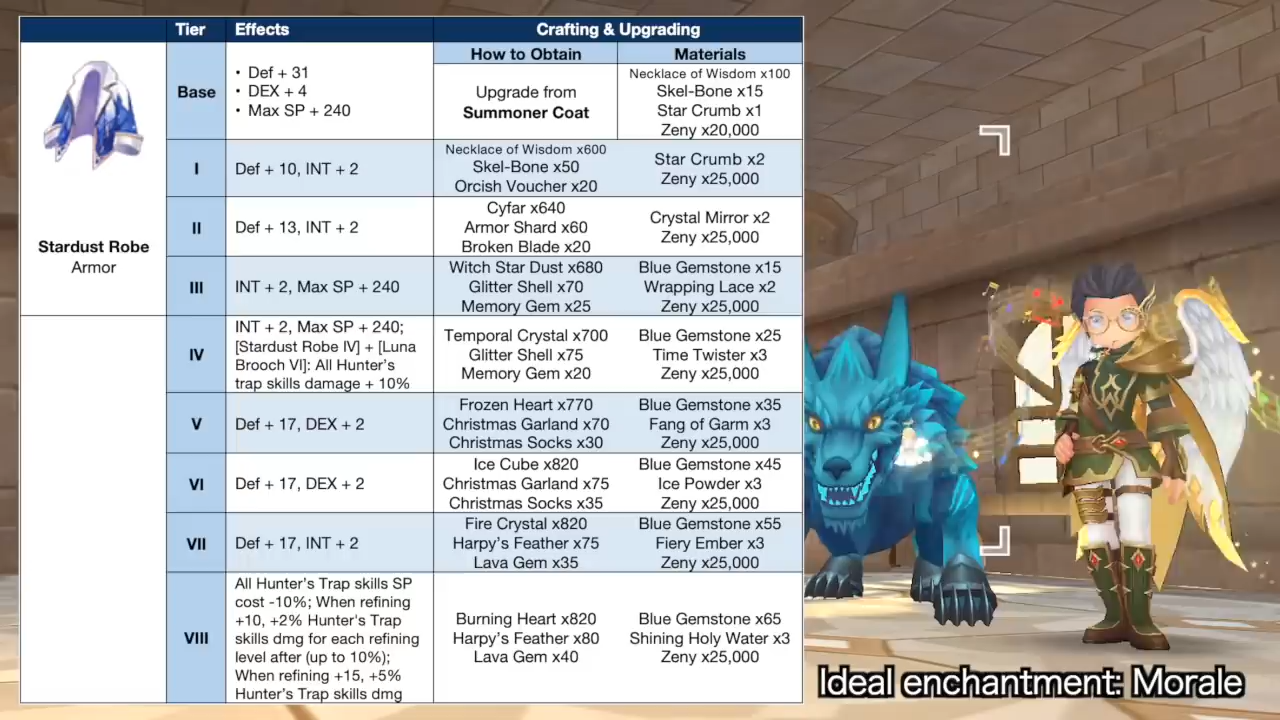 Tier Effects Crafting & Upgrading
How to Obtain Materials
Stardust Robe
Armor
Base
• Def + 31
• DEX + 4
• Max SP + 240
Upgrade from
Summoner Coat
Necklace of Wisdom x100
Skel-Bone x15
Star Crumb x1
Zeny x20,000
I
Def + 10, INT + 2
Necklace of Wisdom x600
Skel-Bone x50
Orcish Voucher x20
Star Crumb x2
Zeny x25,000
II
Def + 13, INT + 2
Cyfar x640
Armor Shard x60
Broken Blade x20
Crystal Mirror x2
Zeny x25,000
III
INT + 2, Max SP + 240
Witch Star Dust x680
Glitter Shell x70
Memory Gem x25
Blue Gemstone x15
Wrapping Lace x2
Zeny x25,000
IV
INT + 2, Max SP + 240;
[Stardust Robe IV] + [Luna
Brooch VI]: All Hunter's
trap skills damage + 10%
Temporal Crystal x700
Glitter Shell x75
Memory Gem x20
Blue Gemstone x25
Time Twister x3
Zeny x25,000
V
Def + 17, DEX + 2
Frozen Heart x770
Christmas Garland x70
Christmas Socks x30
Blue Gemstone x35
Fang of Garm x3
Zeny x25,000
VI
Def + 17, DEX + 2
Ice Cube x820
Christmas Garland x75
Christmas Socks x35
Blue Gemstone x45
Ice Powder x3
Zeny x25,000
VII
Def + 17, INT + 2
Fire Crystal x820
Harpy's Feather x75
Lava Gem x35
Blue Gemstone x55
Fiery Ember x3
Zeny x25,000
VIII
All Hunter's Trap skills SP
cost -10%; When refining
+10, +2% Hunter's Trap
skills dmg for each refining
level after (up to 10%);
When refining +15, +5%
Hunter's Trap skills dmg
Burning Heart x820
Harpy's Feather x80
Lava Gem x40
Blue Gemstone x65
Shining Holy Water x3
Zeny x25,000
Ideal enchantment: Morale